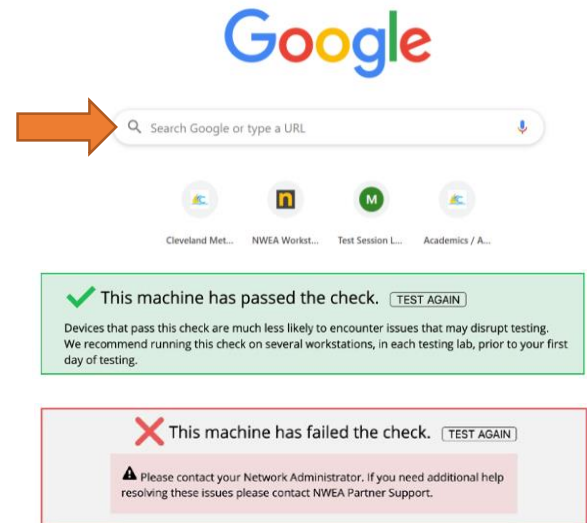 Google
Search Google or type a URL
n
M
Cleveland Met... NWEA Workst... Test Session L... Academics / A...
This machine has passed the check. TEST AGAIN
Devices that pass this check are much less likely to encounter issues that may disrupt testing.
We recommend running this check on several workstations, in each testing lab, prior to your first
day of testing.
This machine has failed the check. TEST AGAIN
Please contact your Network Administrator. If you need additional help
resolving these issues please contact NWEA Partner Support.